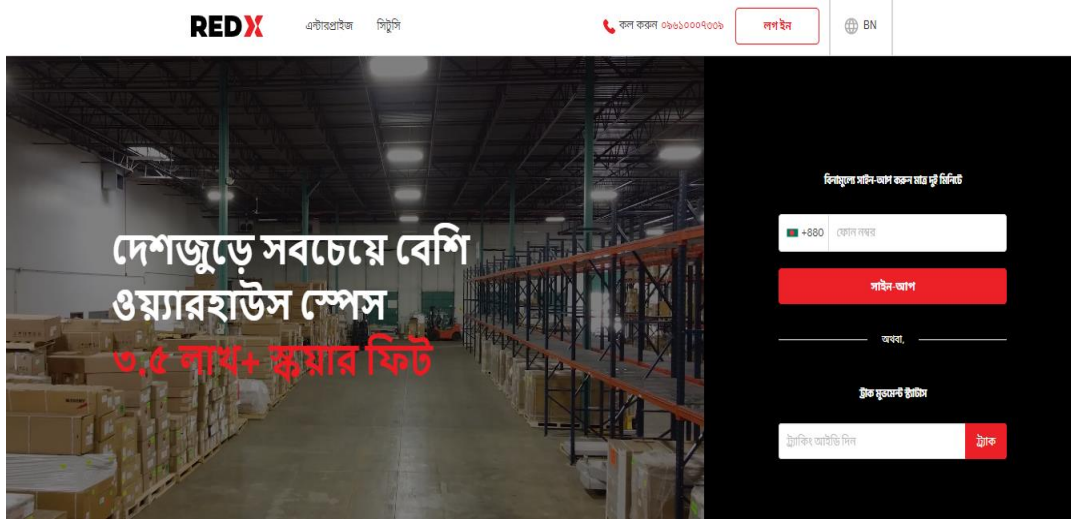 REDX
এন্টারপ্রাইজ
সিটুসি
কল করুন ০৯৬১০০০৭৩৩৯
লগ ইন
BN
দেশজুড়ে সবচেয়ে বেশি
ওয়্যারহাউস স্পেস
৩.৫ লাখ+ স্কয়ার ফিট
বিনামূল্যে সাইন-আপ করুন মাত্র দুই মিনিটে
+880
ফোন নম্বর
সাইন-আপ
অথবা,
ট্রাক মুভমেন্ট স্ট্যাটাস
ট্র্যাকিং আইডি দিন
ট্র্যাক